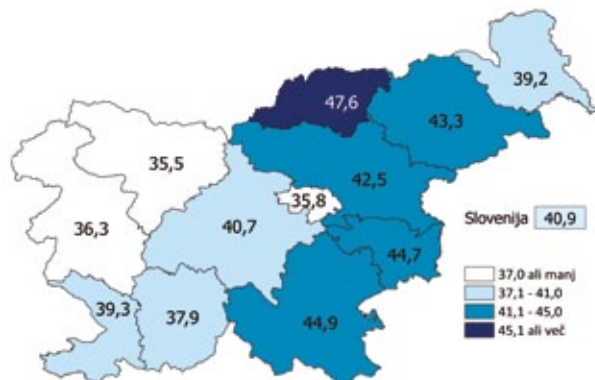 39,2
47,6
43,3
35,5
42,5
35,8
36,3
40,7
Slovenija 40,9
44,7
37,0 ali manj
37,1 - 41,0
39,3
37,9
44,9
41,1 - 45,0
45,1 ali več